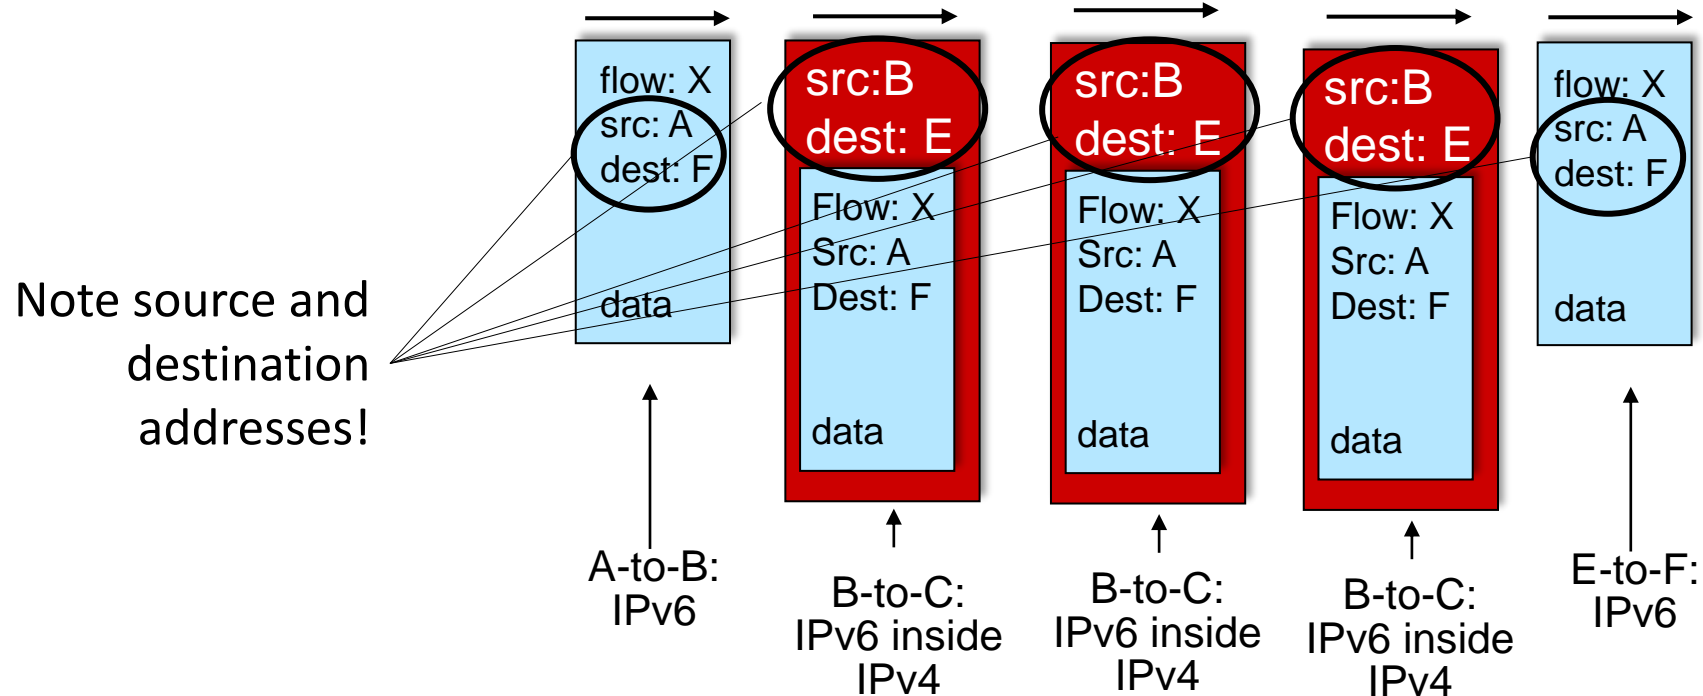 Note source and
destination
addresses!
flow: X
src: A
dest: F
data
A-to-B:
IPv6
src:B
dest: E
Flow: X
Src: A
Dest: F
data
B-to-C:
IPv6 inside
IPv4
src:B
dest: E
Flow: X
Src: A
Dest: F
data
B-to-C:
IPv6 inside
IPv4
src:B
dest: E
Flow: X
Src: A
Dest: F
data
B-to-C:
IPv6 inside
IPv4
flow: X
src: A
dest: F
data
E-to-F:
IPv6